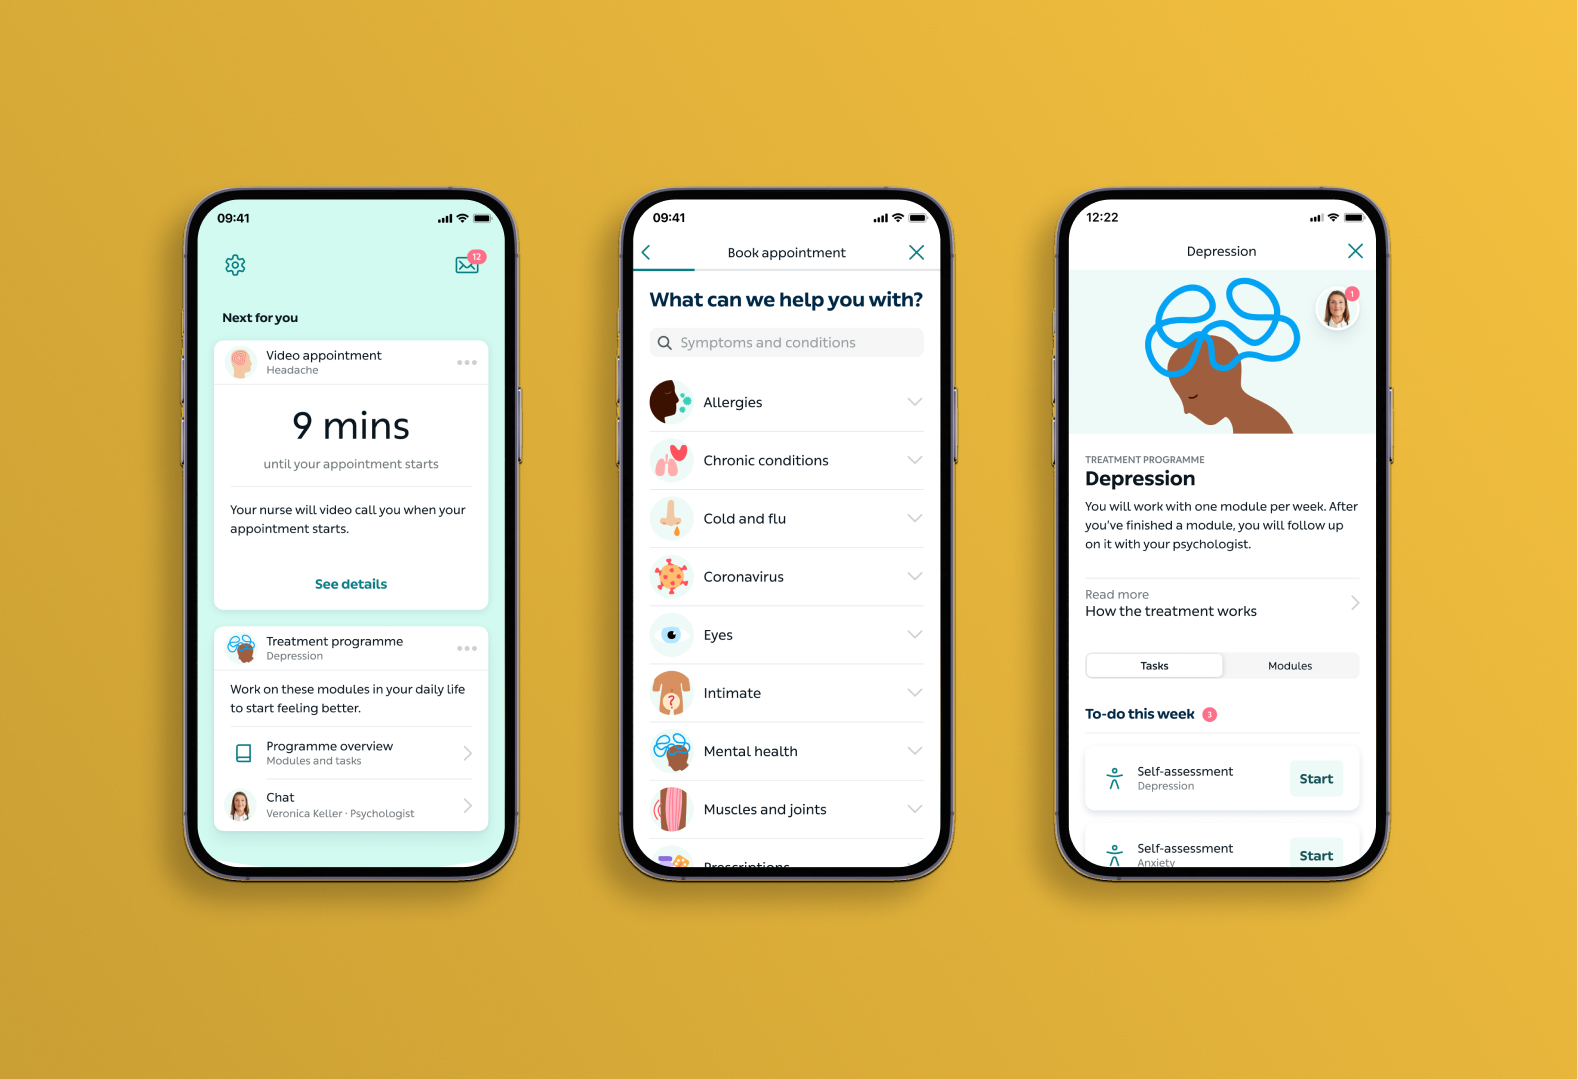 09:41
12
Next for you
Video appointment
Headache
9 mins
until your appointment starts
Your nurse will video call you when your
appointment starts.
See details
Treatment programme
Depression
Work on these modules in your daily life
to start feeling better.
Programme overview
Modules and tasks
Chat
Veronica Keller · Psychologist
09:41
Book appointment
What can we help you with?
Symptoms and conditions
Allergies
Chronic conditions
Cold and flu
Coronavirus
Eyes
?
Intimate
Mental health
Muscles and joints
Prescriptions
12:22
Depression
1
TREATMENT PROGRAMME
Depression
You will work with one module per week. After
you've finished a module, you will follow up
on it with your psychologist.
Read more
How the treatment works
Tasks
Modules
To-do this week 3
Self-assessment
Depression
Start
Self-assessment
Anxiety
Start